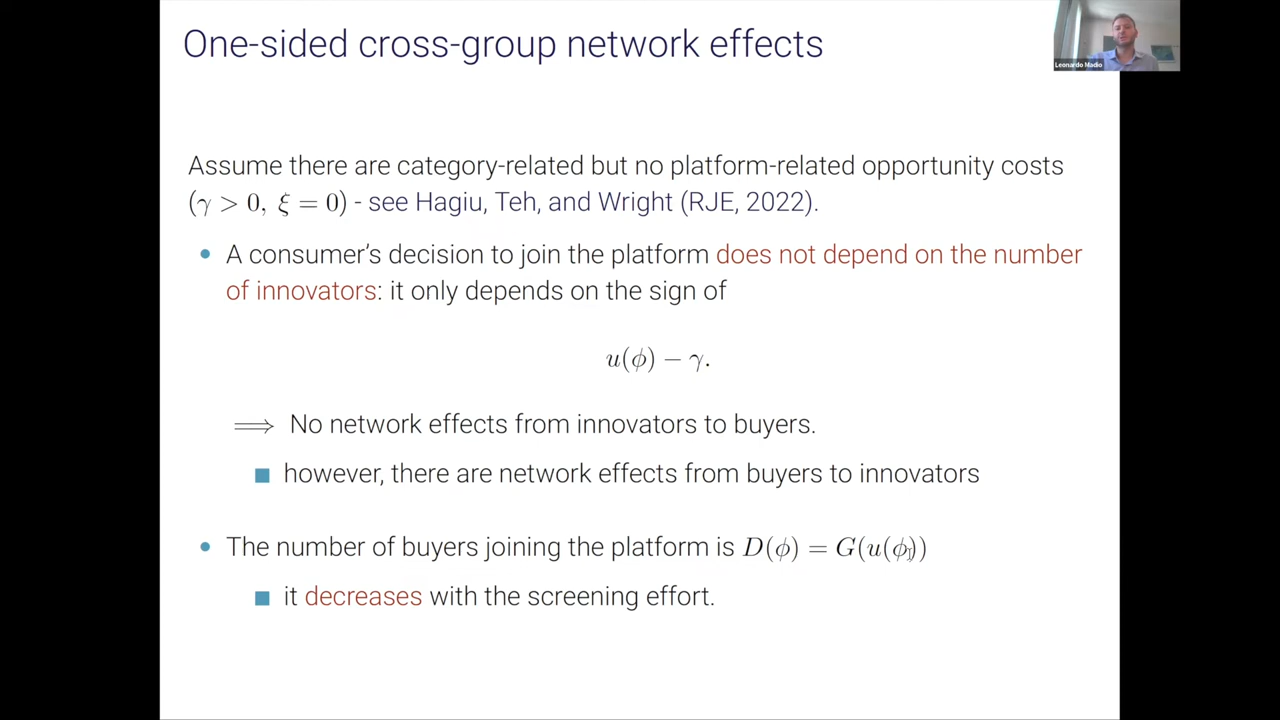 One-sided cross-group network effects
Leonardo Madio
Assume there are category-related but no platform-related opportunity costs
(γ > 0, ξ = 0) - see Hagiu, Teh, and Wright (RJE, 2022).
• A consumer's decision to join the platform does not depend on the number
of innovators: it only depends on the sign of
u(ϕ) − γ.
⟹ No network effects from innovators to buyers.
■ however, there are network effects from buyers to innovators
• The number of buyers joining the platform is D(ϕ) = G(u(ϕ))
■ it decreases with the screening effort.